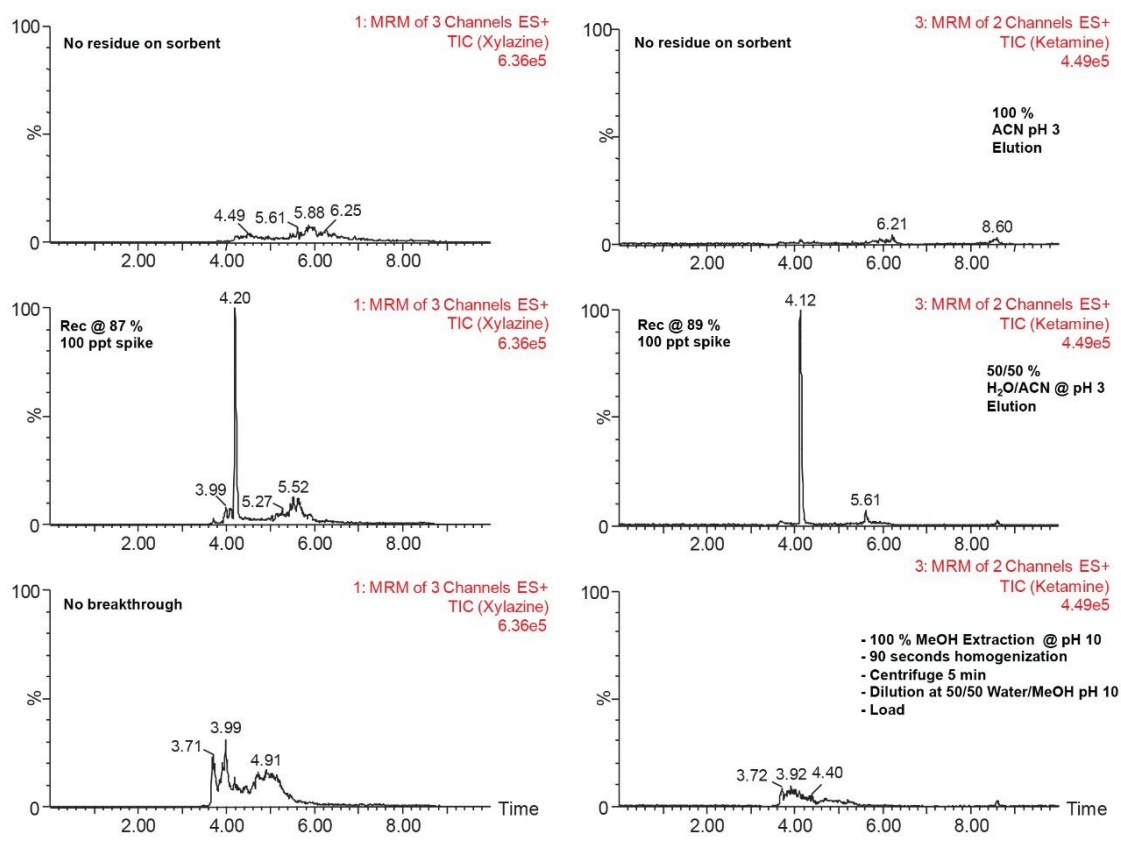 1: MRM of 3 Channels ES+
TIC (Xylazine)
6.36e5
100
No residue on sorbent
%
4.49
5.61
5.88
6.25
0
2.00
4.00
6.00
8.00
3: MRM of 2 Channels ES+
TIC (Ketamine)
4.49e5
100
No residue on sorbent
100 %
ACN pH 3
Elution
%
6.21
8.60
0
2.00
4.00
6.00
8.00
1: MRM of 3 Channels ES+
TIC (Xylazine)
6.36e5
100
4.20
Rec @ 87 %
100 ppt spike
%
3.99
5.27
5.52
0
2.00
4.00
6.00
8.00
3: MRM of 2 Channels ES+
TIC (Ketamine)
4.49e5
100
4.12
Rec @ 89 %
100 ppt spike
50/50 %
H₂O/ACN @ pH 3
Elution
%
5.61
0
2.00
4.00
6.00
8.00
1: MRM of 3 Channels ES+
TIC (Xylazine)
6.36e5
100
No breakthrough
%
3.71
3.99
4.91
0
Time
2.00
4.00
6.00
8.00
3: MRM of 2 Channels ES+
TIC (Ketamine)
4.49e5
100
- 100 % MeOH Extraction @ pH 10
- 90 seconds homogenization
- Centrifuge 5 min
- Dilution at 50/50 Water/MeOH pH 10
- Load
%
3.72
3.92
4.40
0
Time
2.00
4.00
6.00
8.00